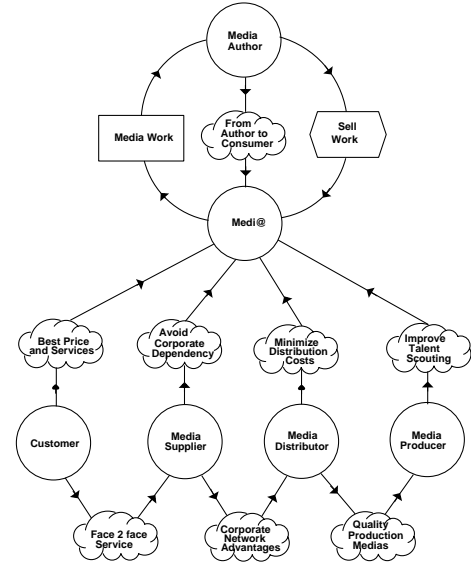 Media
Author
Media Work
From
Author to
Consumer
Sell
Work
Medi@
Best Price
and Services
Avoid
Corporate
Dependency
Minimize
Distribution
Costs
Improve
Talent
Scouting
Customer
Media
Supplier
Media
Distributor
Media
Producer
Face 2 face
Service
Corporate
Network
Advantages
Quality
Production
Medias